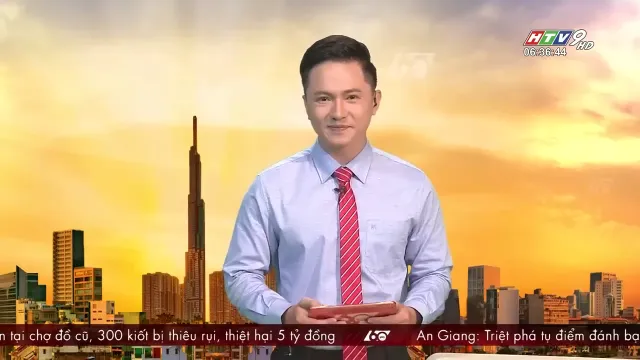 HTV9 HD
06:36:44
n tại chợ đồ cũ, 300 kiốt bị thiêu rụi, thiệt hại 5 tỷ đồng 60 An Giang: Triệt phá tụ điểm đánh bạ